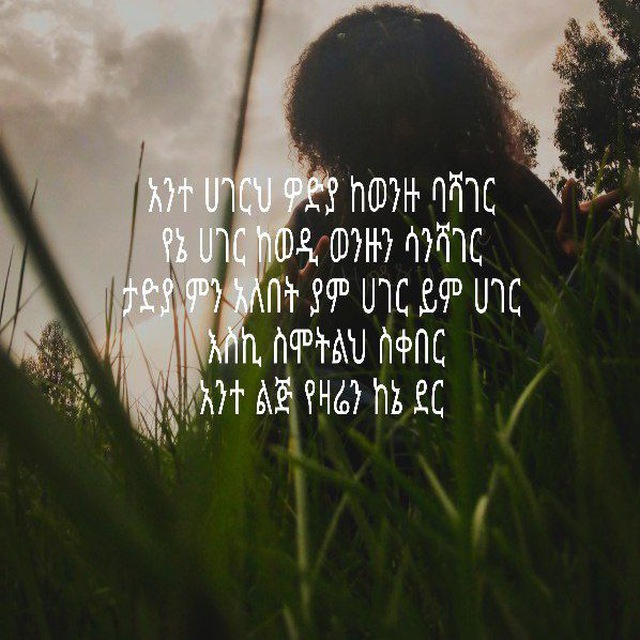 አንተ ሀገርህ ዎድያ ከወንዙ ባሻገር
የኔ ሀገር ከወዲ ወንዙን ሳንሻገር
ታድያ ምን አለበት ያም ሀገር ይም ሀገር
እስኪ ስሞትልህ ስቀበር
አንተ ልጅ የዛሬን ከኔ ደር